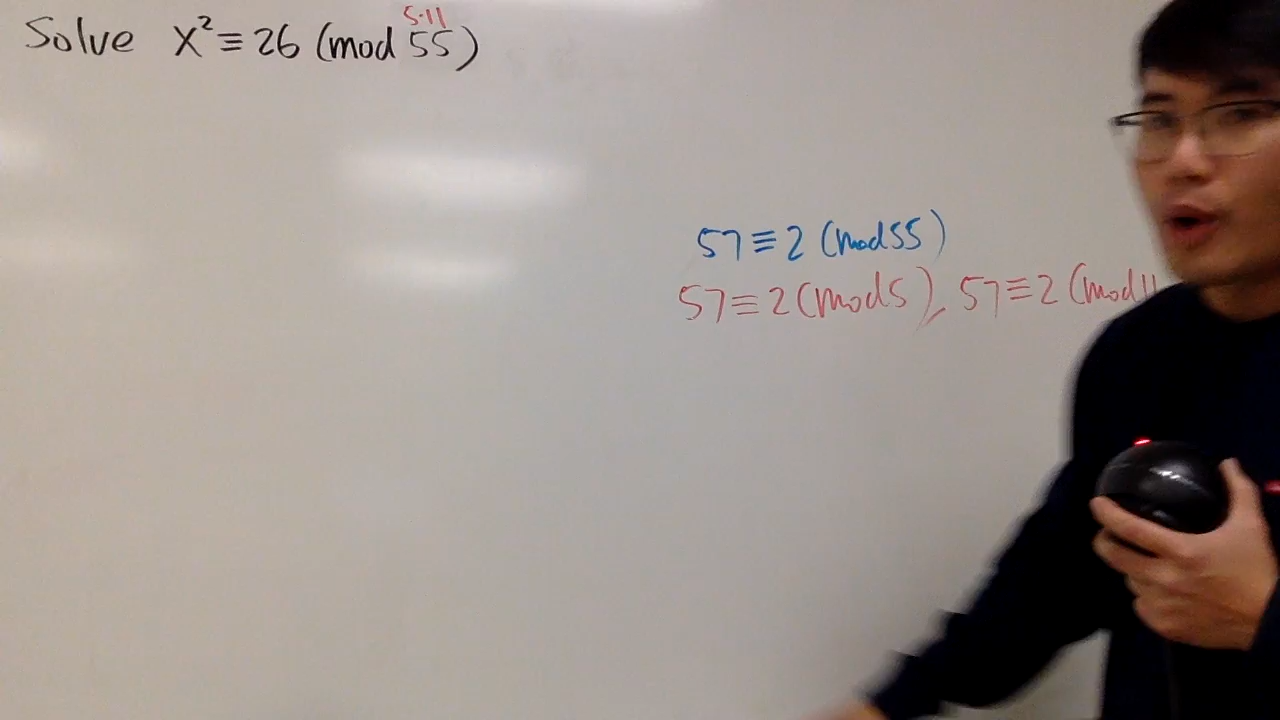 5·11
Solve x² ≡ 26 (mod 55)
57 ≡ 2 (mod 55)
57 ≡ 2 (mod 5), 57 ≡ 2 (mod 11